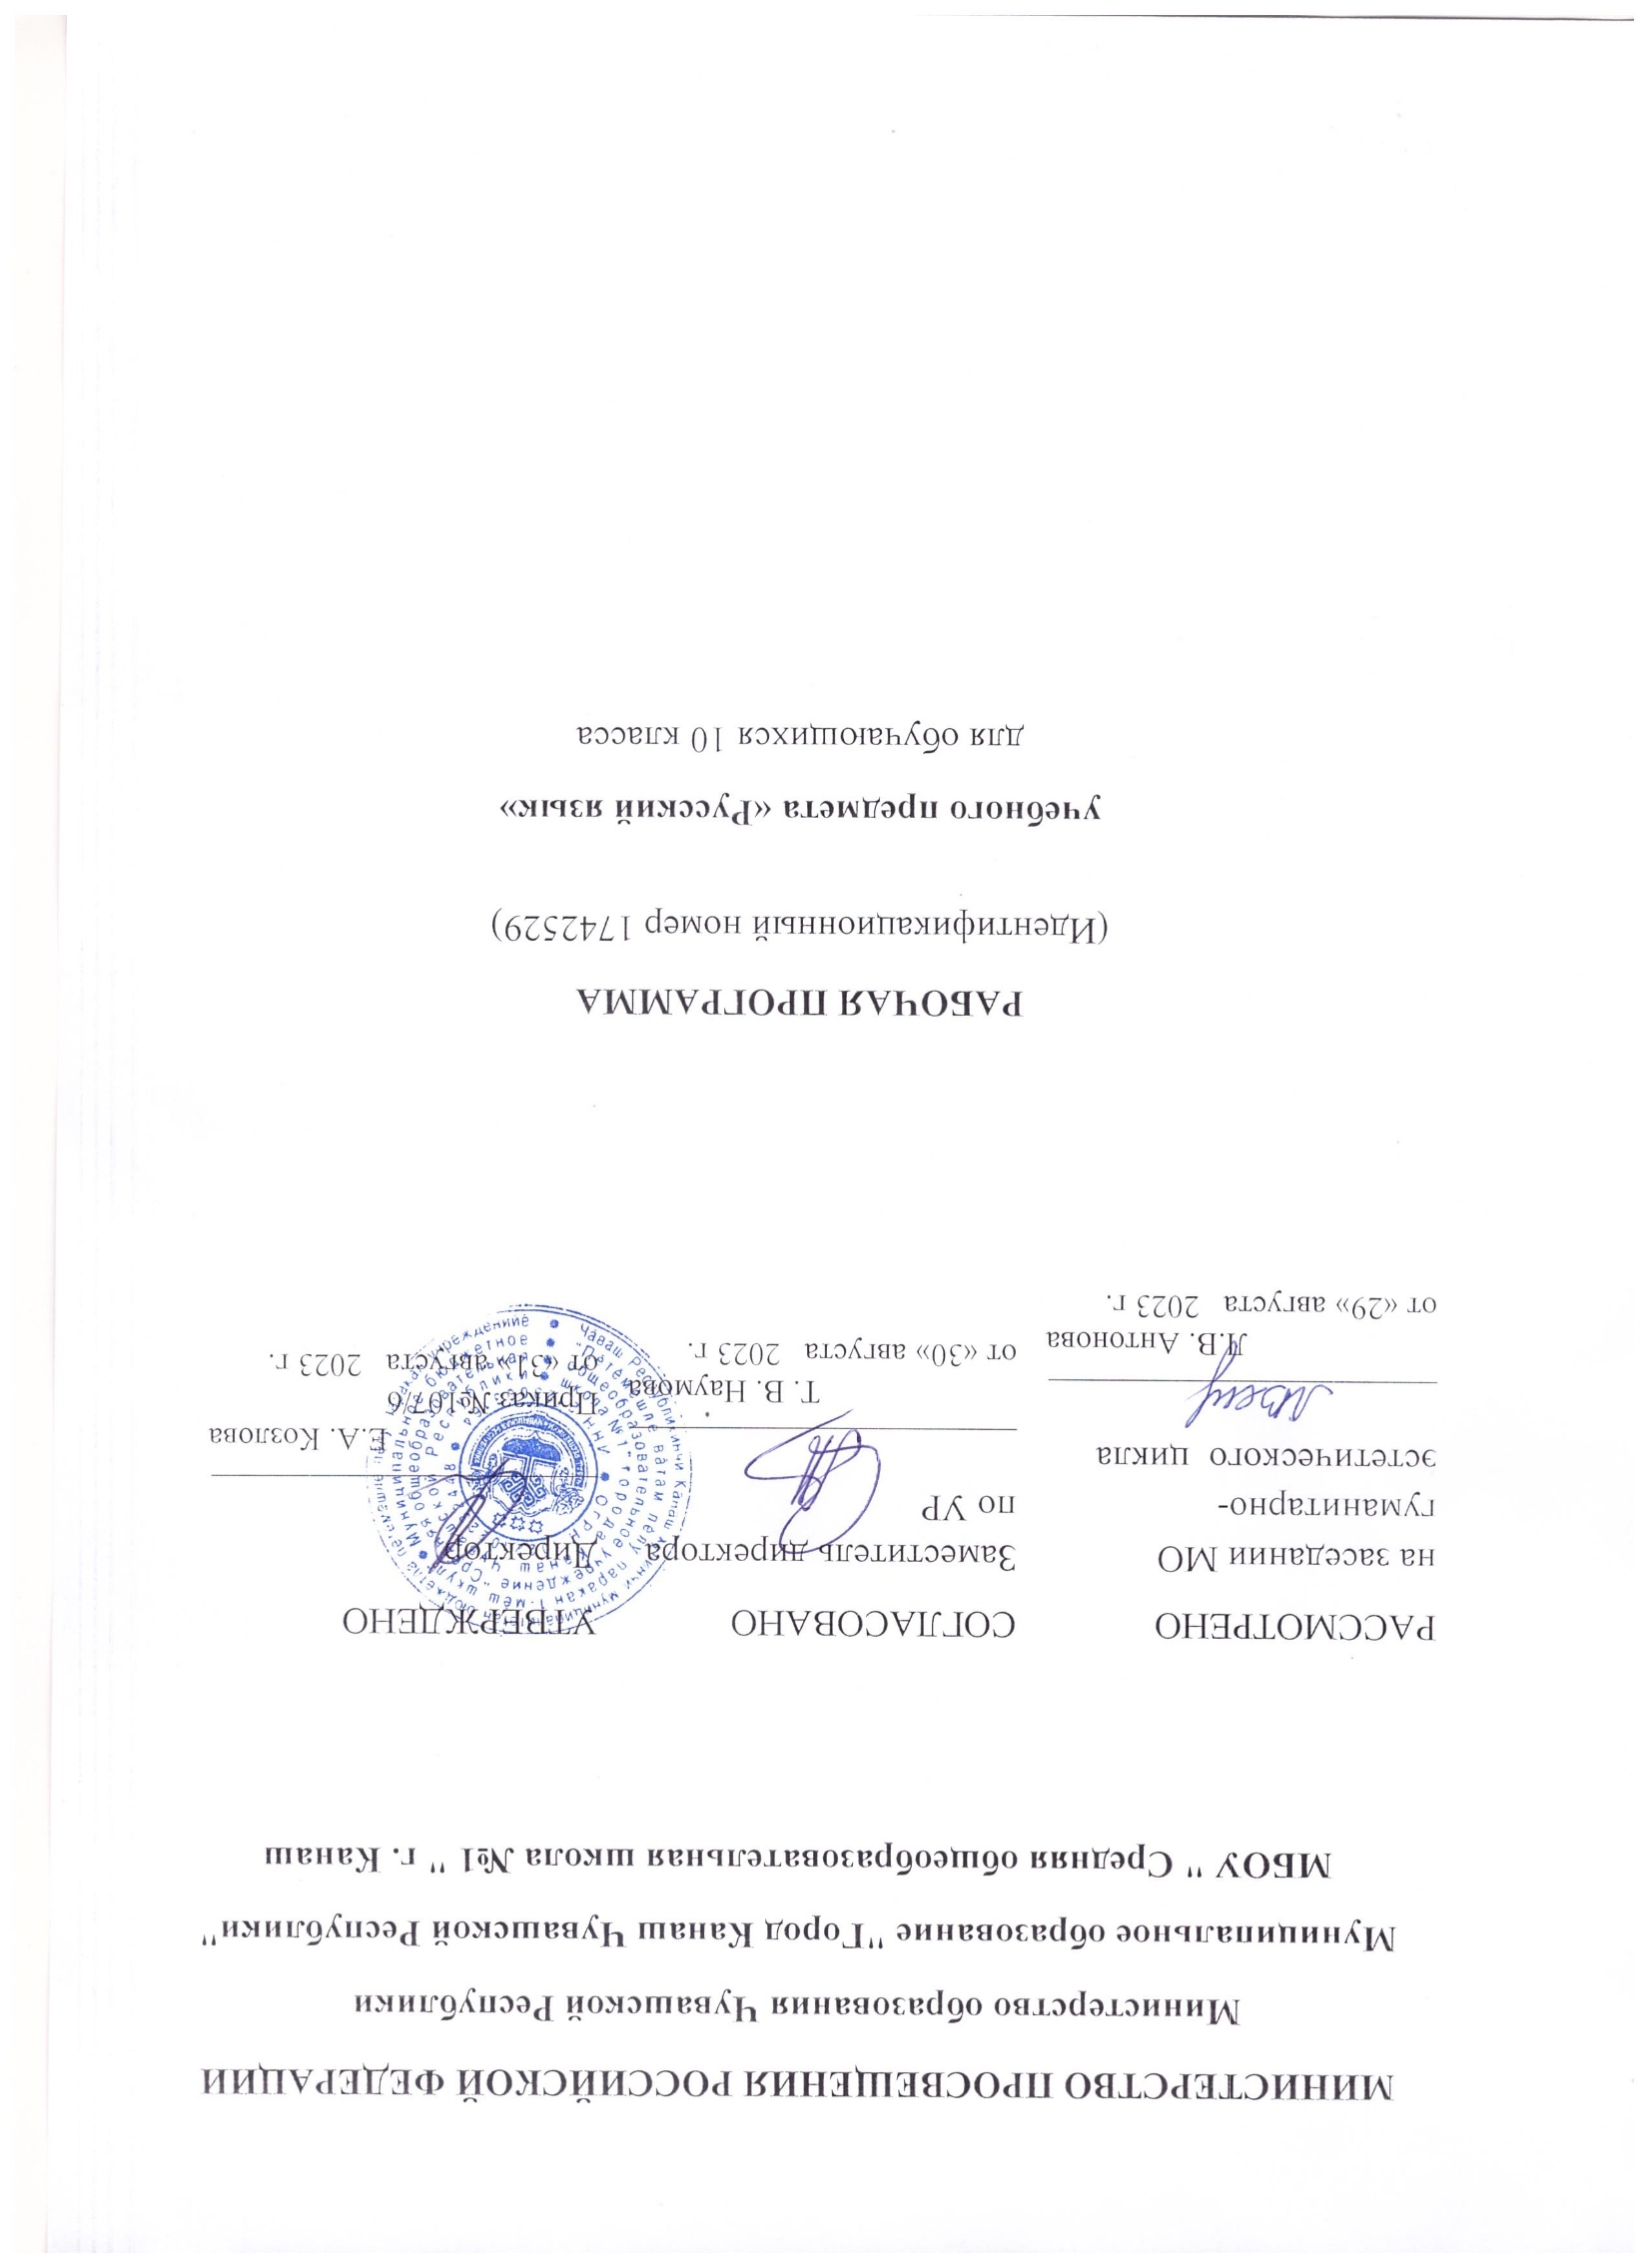 МИНИСТЕРСТВО ПРОСВЕЩЕНИЯ РОССИЙСКОЙ ФЕДЕРАЦИИ
Министерство образования Чувашской Республики
Муниципальное образование "Город Канаш Чувашской Республики"
МБОУ " Средняя общеобразовательная школа №1 " г. Канаш
РАССМОТРЕНО
на заседании МО
гуманитарно-
эстетического цикла
Л.В. Антонова
от «29» августа 2023 г.
СОГЛАСОВАНО
Заместитель директора
по УР
Т. В. Наумова
от «30» августа 2023 г.
УТВЕРЖДЕНО
Директор
Е.А. Козлова
Приказ №107/6
от «31» августа 2023 г.
РАБОЧАЯ ПРОГРАММА
(Идентификационный номер 1742529)
учебного предмета «Русский язык»
для обучающихся 10 класса